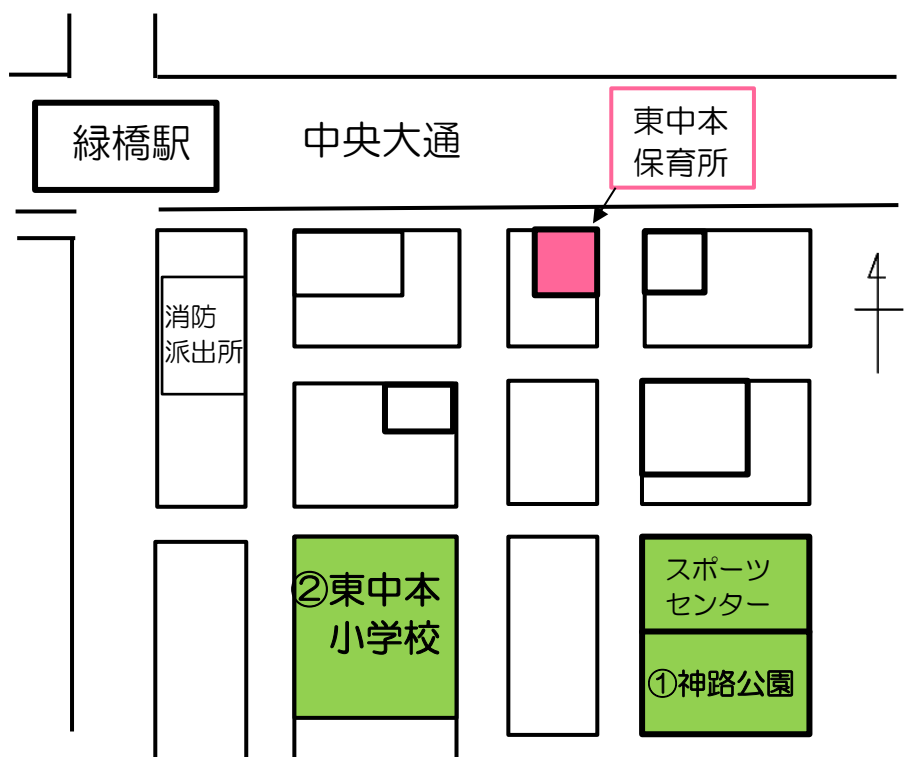 緑橋駅
中央大通
東中本
保育所
消防
派出所
4
②東中本
小学校
スポーツ
センター
①神路公園